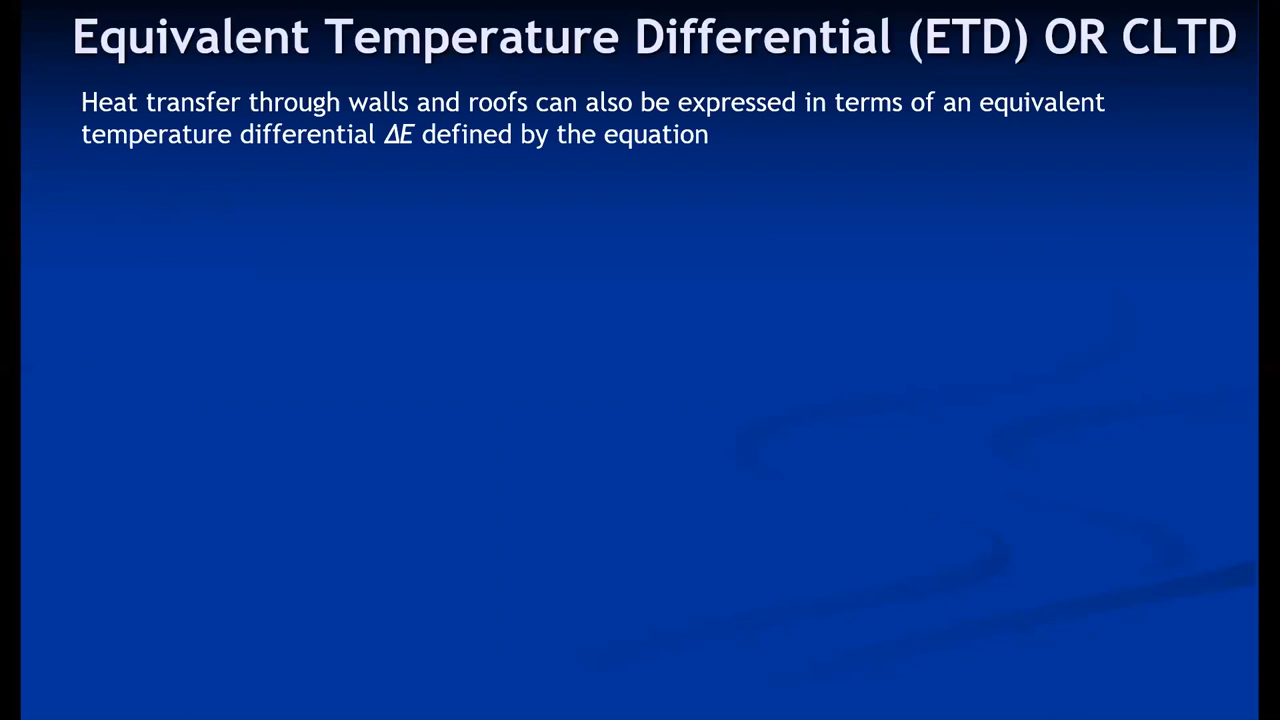 Equivalent Temperature Differential (ETD) OR CLTD
Heat transfer through walls and roofs can also be expressed in terms of an equivalent
temperature differential ΔE defined by the equation